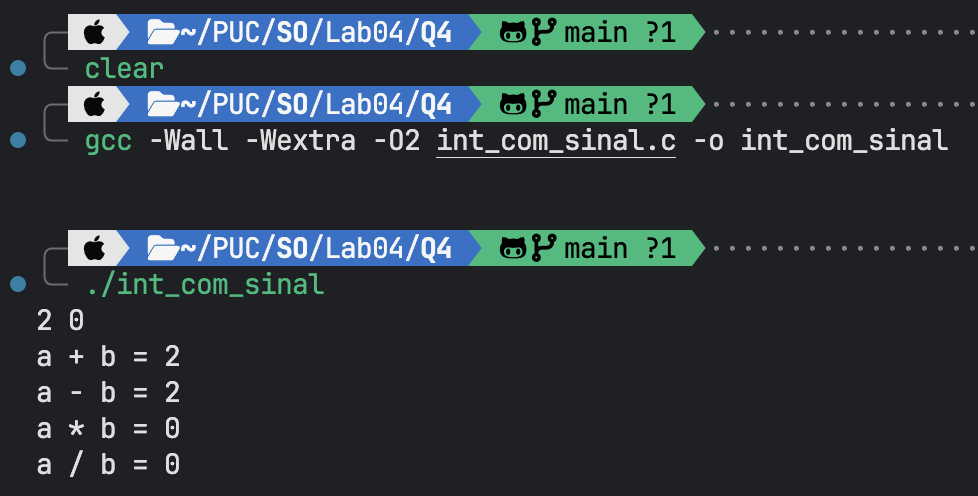 ~/PUC/SO/Lab04/Q4 main ?1
clear
~/PUC/SO/Lab04/Q4 main ?1
gcc -Wall -Wextra -O2 int_com_sinal.c -o int_com_sinal
~/PUC/SO/Lab04/Q4 main ?1
./int_com_sinal
2 0
a + b = 2
a - b = 2
a * b = 0
a / b = 0